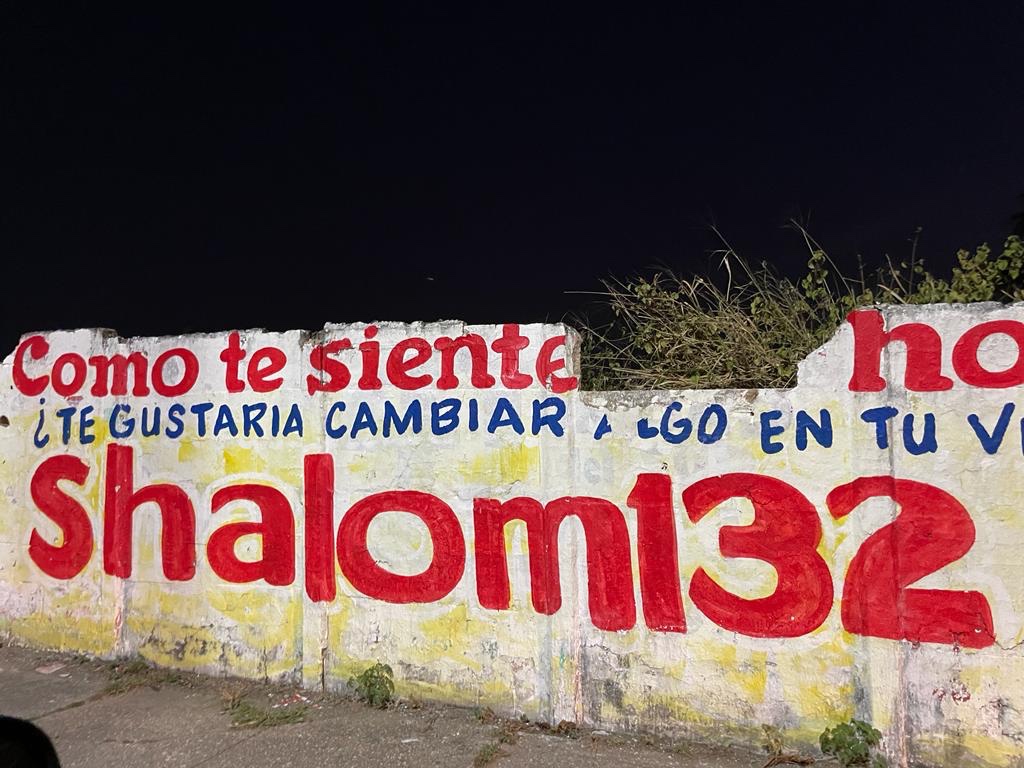 Como te siente ho
¿TE GUSTARIA CAMBIAR ALGO EN TU V
Shalom132